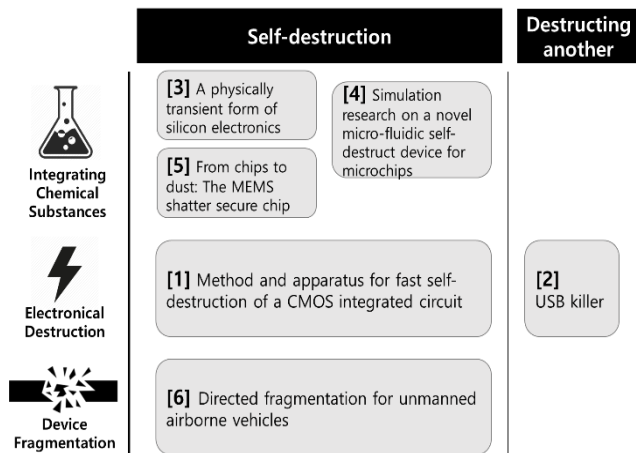 Self-destruction
Destructing
another
Integrating
Chemical
Substances
[3] A physically
transient form of
silicon electronics
[4] Simulation
research on a novel
micro-fluidic self-
destruct device for
microchips
[5] From chips to
dust: The MEMS
shatter secure chip
Electronical
Destruction
[1] Method and apparatus for fast self-
destruction of a CMOS integrated circuit
[2]
USB killer
Device
Fragmentation
[6] Directed fragmentation for unmanned
airborne vehicles